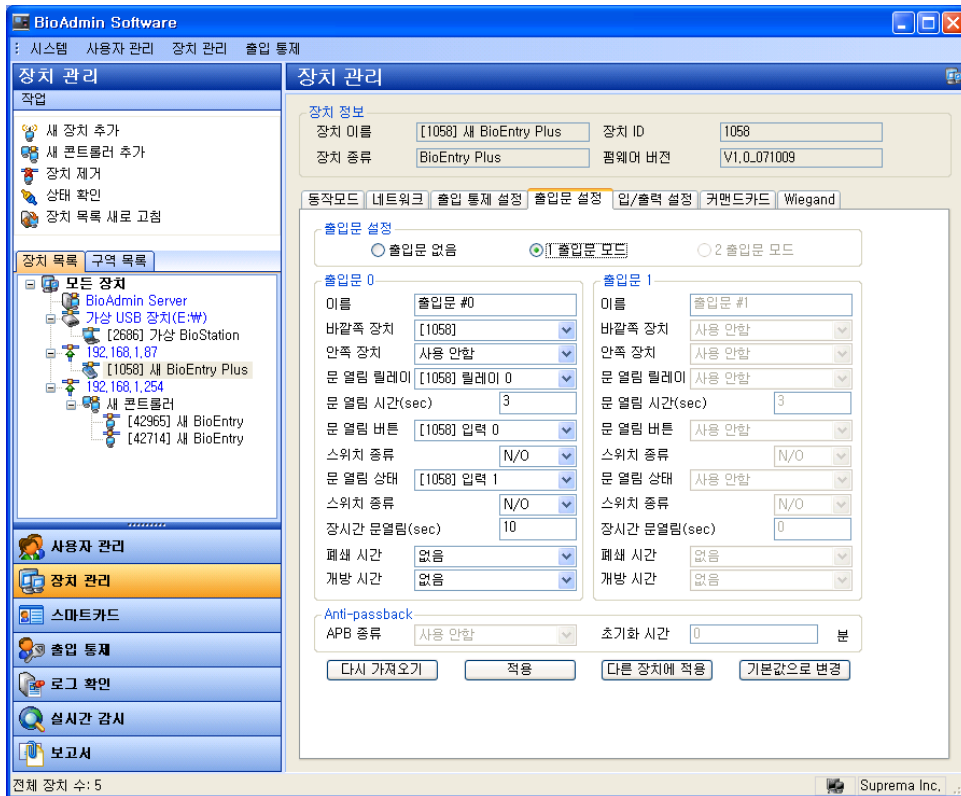 BioAdmin Software
시스템 사용자 관리 장치 관리 출입 통제
장치 관리
작업
새 장치 추가
새 콘트롤러 추가
장치 제거
상태 확인
장치 목록 새로 고침
장치 목록 구역 목록
모든 장치
BioAdmin Server
가상 USB 장치(E:₩)
[2686] 가상 BioStation
192,168,1,87
[1058] 새 BioEntry Plus
192,168,1,254
새 콘트롤러
[42965] 새 BioEntry
[42714] 새 BioEntry
사용자 관리
장치 관리
스마트카드
출입 통제
로그 확인
실시간 감시
보고서
장치 관리
장치 정보
장치 이름 [1058] 새 BioEntry Plus 장치 ID 1058
장치 종류 BioEntry Plus 펌웨어 버전 V1,0_071009
동작모드 네트워크 출입 통제 설정 출입문 설정 입/출력 설정 커맨드카드 Wiegand
출입문 설정
출입문 없음 1 출입문 모드 2 출입문 모드
출입문 0
이름 출입문 #0
바깥쪽 장치 [1058]
안쪽 장치 사용 안함
문 열림 릴레이 [1058] 릴레이 0
문 열림 시간(sec) 3
문 열림 버튼 [1058] 입력 0
스위치 종류 N/O
문 열림 상태 [1058] 입력 1
스위치 종류 N/O
장시간 문열림(sec) 10
폐쇄 시간 없음
개방 시간 없음
출입문 1
이름 출입문 #1
바깥쪽 장치 사용 안함
안쪽 장치 사용 안함
문 열림 릴레이 사용 안함
문 열림 시간(sec) 3
문 열림 버튼 사용 안함
스위치 종류 N/O
문 열림 상태 사용 안함
스위치 종류 N/O
장시간 문열림(sec) 0
폐쇄 시간 없음
개방 시간 없음
Anti-passback
APB 종류 사용 안함 초기화 시간 0 분
다시 가져오기 적용 다른 장치에 적용 기본값으로 변경
전체 장치 수: 5 Suprema Inc,